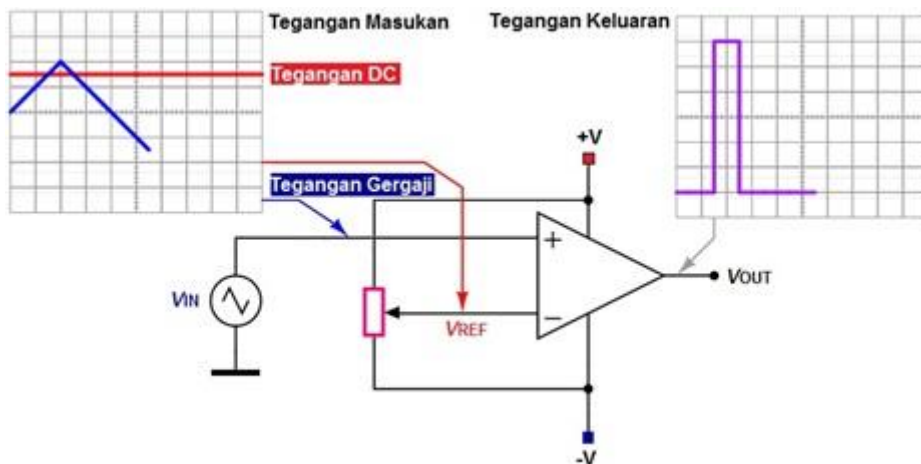 Tegangan Masukan
Tegangan Keluaran
Tegangan DC
+V
Tegangan Gergaji
+
VIN
VREF
−
VOUT
-V